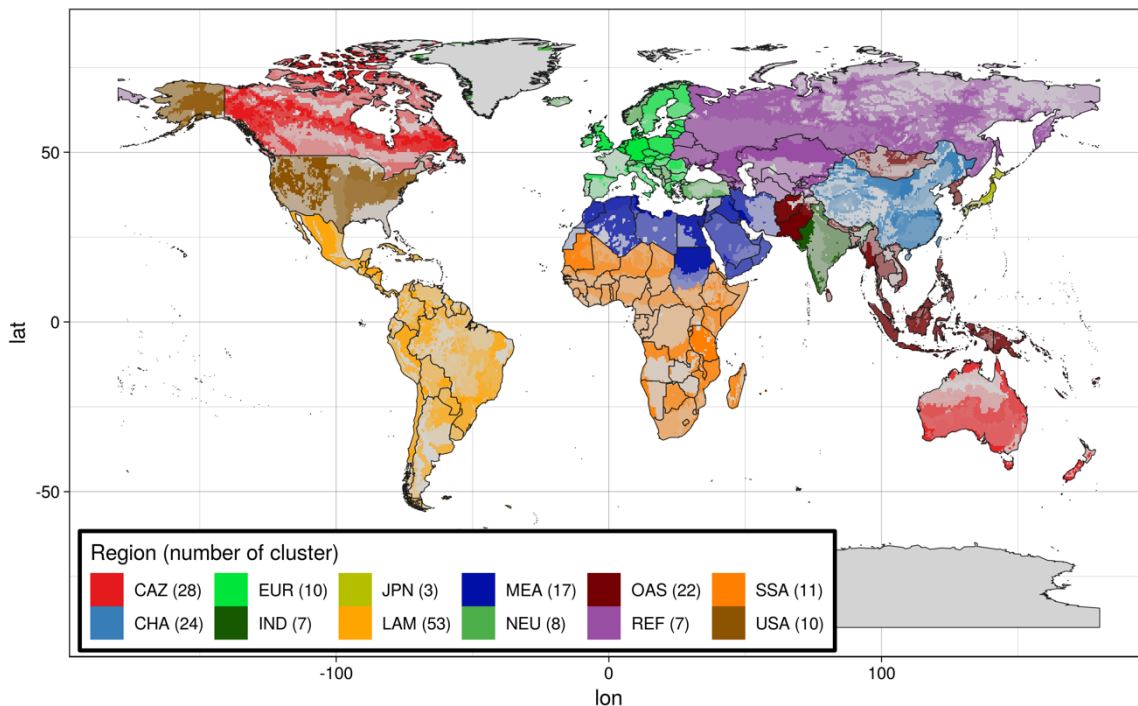 50
0
-50
lat
Region (number of cluster)
CAZ (28) EUR (10) JPN (3) MEA (17) OAS (22) SSA (11)
CHA (24) IND (7) LAM (53) NEU (8) REF (7) USA (10)
-100 0 100
lon